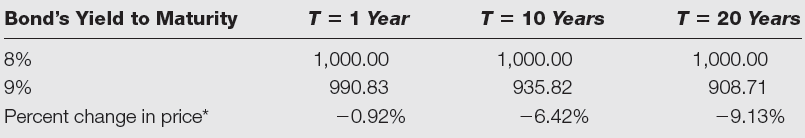 Bond's Yield to Maturity T = 1 Year T = 10 Years T = 20 Years
8% 1,000.00 1,000.00 1,000.00
9% 990.83 935.82 908.71
Percent change in price* −0.92% −6.42% −9.13%